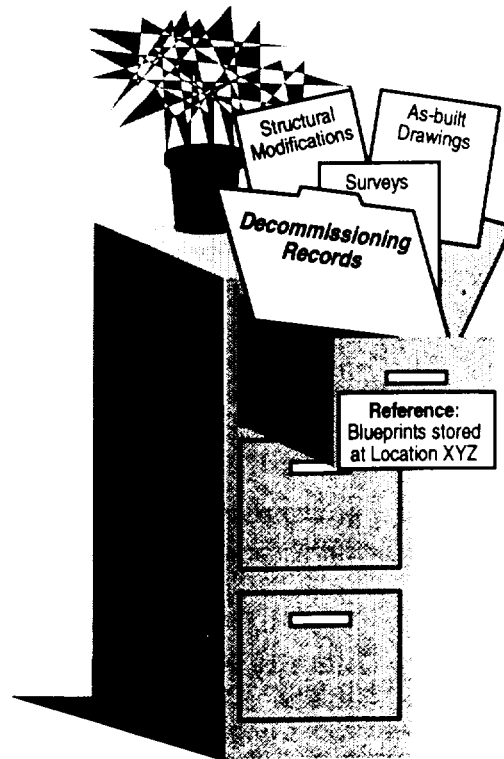 Structural
Modifications
As-built
Drawings
Surveys
Decommissioning
Records
Reference:
Blueprints stored
at Location XYZ